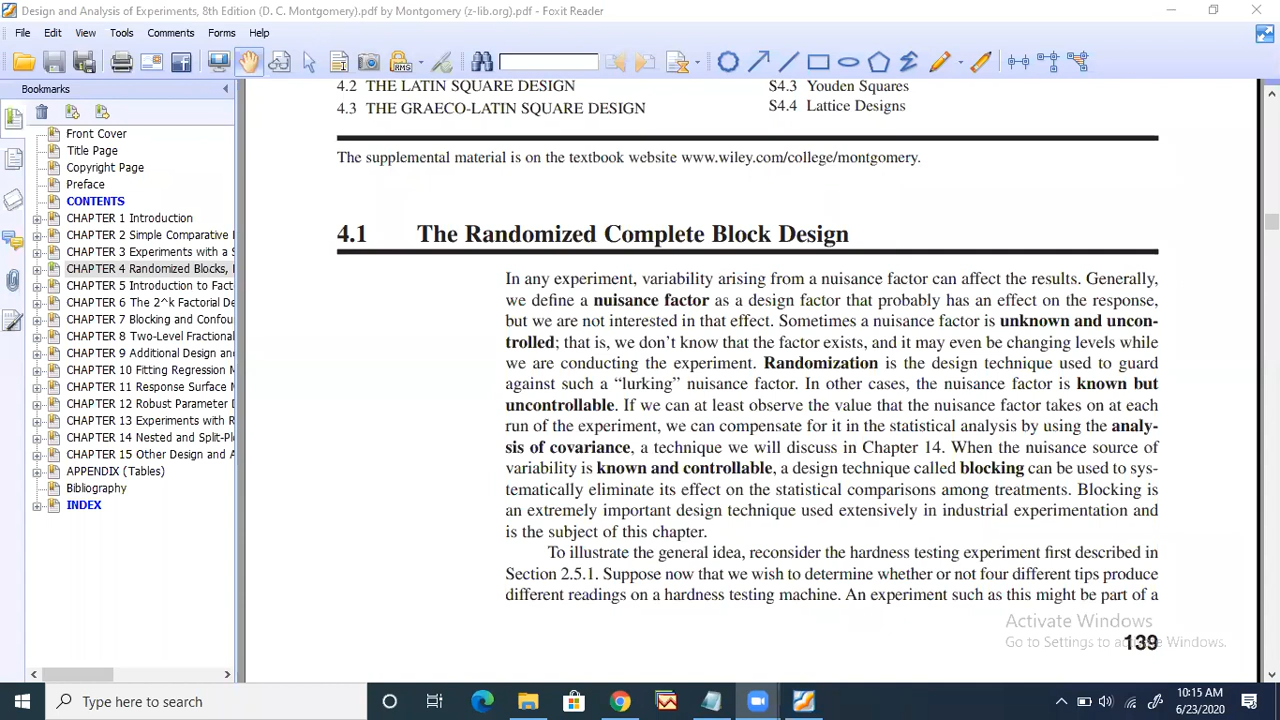 Design and Analysis of Experiments, 8th Edition (D. C. Montgomery).pdf by Montgomery (z-lib.org).pdf - Foxit Reader
File Edit View Tools Comments Forms Help
Bookmarks
Front Cover
Title Page
Copyright Page
Preface
CONTENTS
CHAPTER 1 Introduction
CHAPTER 2 Simple Comparative I
CHAPTER 3 Experiments with a S
CHAPTER 4 Randomized Blocks, I
CHAPTER 5 Introduction to Fact
CHAPTER 6 The 2^k Factorial De
CHAPTER 7 Blocking and Confou
CHAPTER 8 Two-Level Fractional
CHAPTER 9 Additional Design and
CHAPTER 10 Fitting Regression M
CHAPTER 11 Response Surface M
CHAPTER 12 Robust Parameter D
CHAPTER 13 Experiments with R
CHAPTER 14 Nested and Split-Pl
CHAPTER 15 Other Design and A
APPENDIX (Tables)
Bibliography
INDEX
4.2 THE LATIN SQUARE DESIGN
4.3 THE GRAECO-LATIN SQUARE DESIGN
S4.3 Youden Squares
S4.4 Lattice Designs
The supplemental material is on the textbook website www.wiley.com/college/montgomery.
4.1 The Randomized Complete Block Design
In any experiment, variability arising from a nuisance factor can affect the results. Generally,
we define a nuisance factor as a design factor that probably has an effect on the response,
but we are not interested in that effect. Sometimes a nuisance factor is unknown and uncon-
trolled; that is, we don't know that the factor exists, and it may even be changing levels while
we are conducting the experiment. Randomization is the design technique used to guard
against such a “lurking” nuisance factor. In other cases, the nuisance factor is known but
uncontrollable. If we can at least observe the value that the nuisance factor takes on at each
run of the experiment, we can compensate for it in the statistical analysis by using the analy-
sis of covariance, a technique we will discuss in Chapter 14. When the nuisance source of
variability is known and controllable, a design technique called blocking can be used to sys-
tematically eliminate its effect on the statistical comparisons among treatments. Blocking is
an extremely important design technique used extensively in industrial experimentation and
is the subject of this chapter.
To illustrate the general idea, reconsider the hardness testing experiment first described in
Section 2.5.1. Suppose now that we wish to determine whether or not four different tips produce
different readings on a hardness testing machine. An experiment such as this might be part of a
139
Activate Windows
Go to Settings to activate Windows.
Type here to search
10:15 AM
6/23/2020